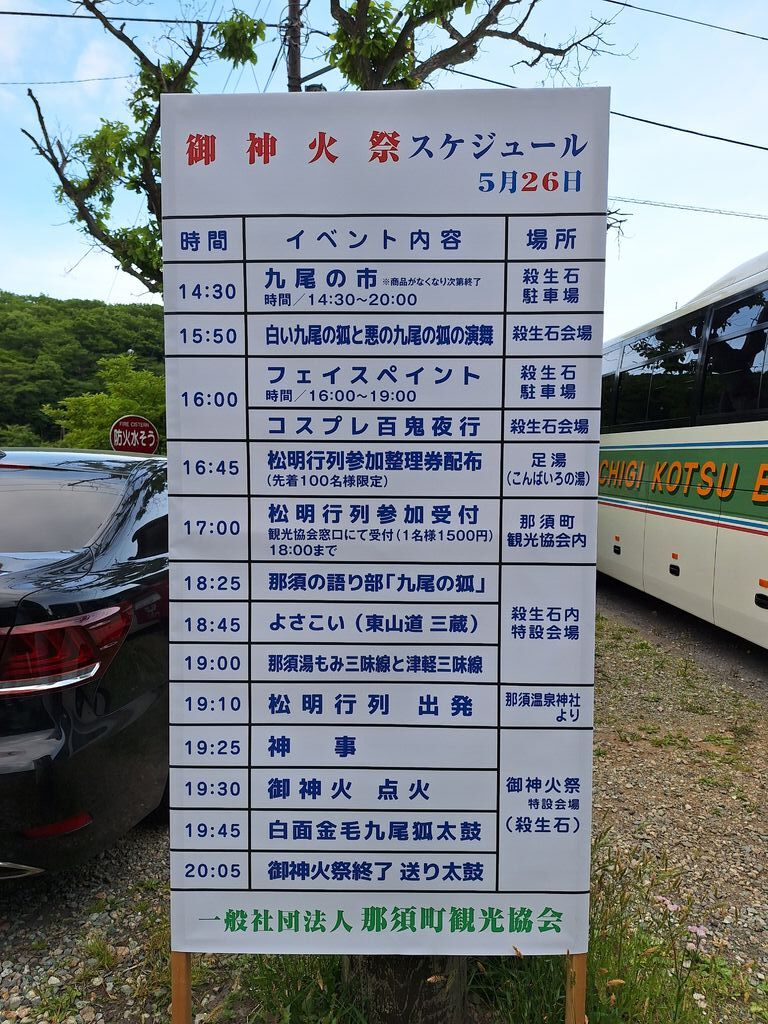 御神火祭スケジュール
5月26日
時間 イベント内容 場所
14:30 九尾の市 ※商品がなくなり次第終了
時間／14:30〜20:00
殺生石
駐車場
15:50 白い九尾の狐と悪の九尾の狐の演舞 殺生石会場
16:00 フェイスペイント
時間／16:00〜19:00
殺生石
駐車場
コスプレ百鬼夜行 殺生石会場
16:45 松明行列参加整理券配布
(先着100名様限定)
足湯
(こんばいろの湯)
17:00 松明行列参加受付
観光協会窓口にて受付(1名様1500円)
18:00まで
那須町
観光協会内
18:25 那須の語り部「九尾の狐」
18:45 よさこい（東山道 三蔵）
19:00 那須湯もみ三味線と津軽三味線
殺生石内
特設会場
19:10 松明行列 出発
那須温泉神社
より
19:25 神事
19:30 御神火 点火
19:45 白面金毛九尾狐太鼓
20:05 御神火祭終了 送り太鼓
御神火祭
特設会場
(殺生石)
一般社団法人 那須町観光協会
FIRE CISTERN
防火水そう
CHIGI KOTSU B